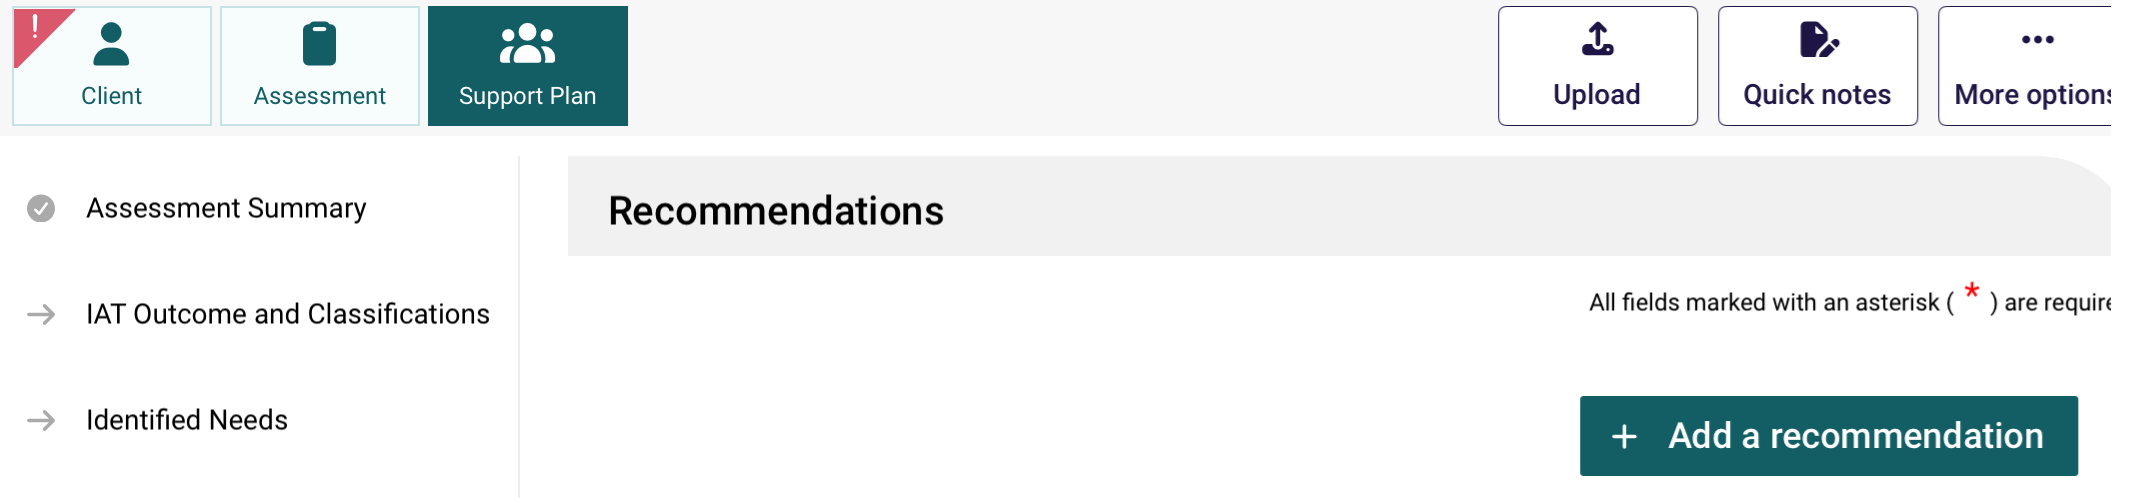 !
Client
Assessment
Support Plan
Upload
Quick notes
More options
Assessment Summary
IAT Outcome and Classifications
Identified Needs
Recommendations
All fields marked with an asterisk ( * ) are require
+ Add a recommendation